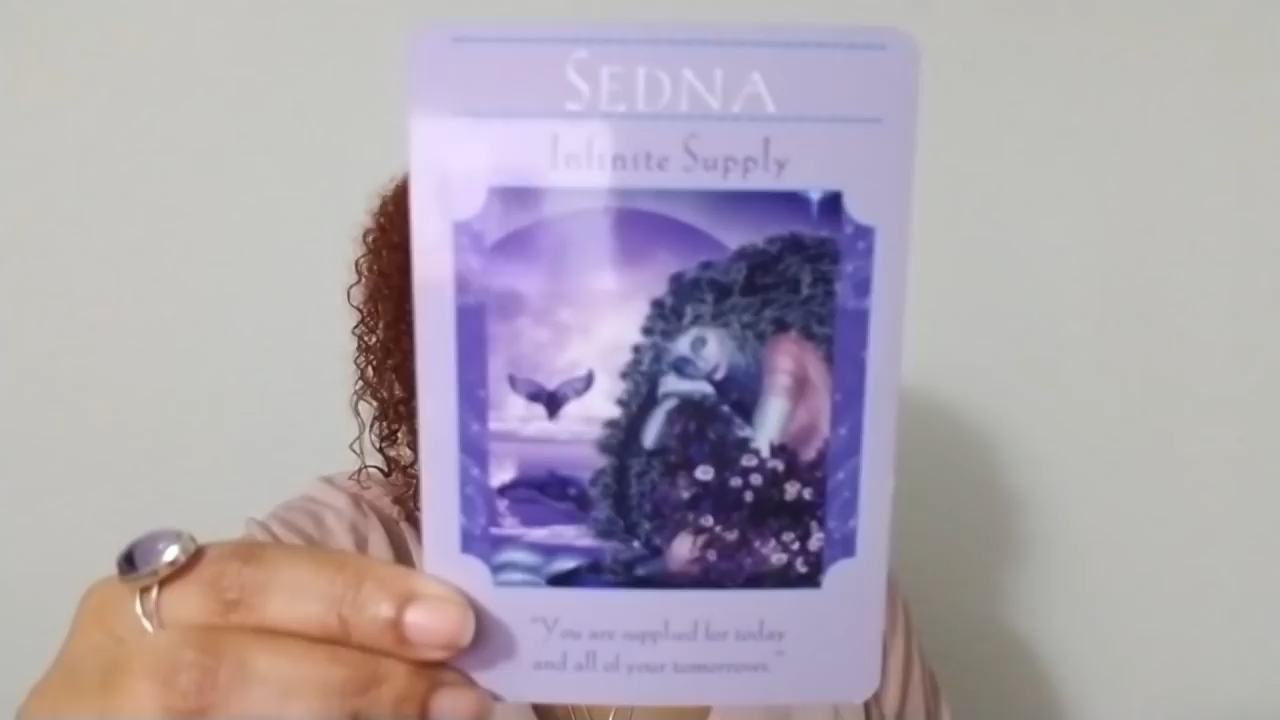 SEDNA
Infinite Supply
"You are supplied for today
and all of your tomorrows."